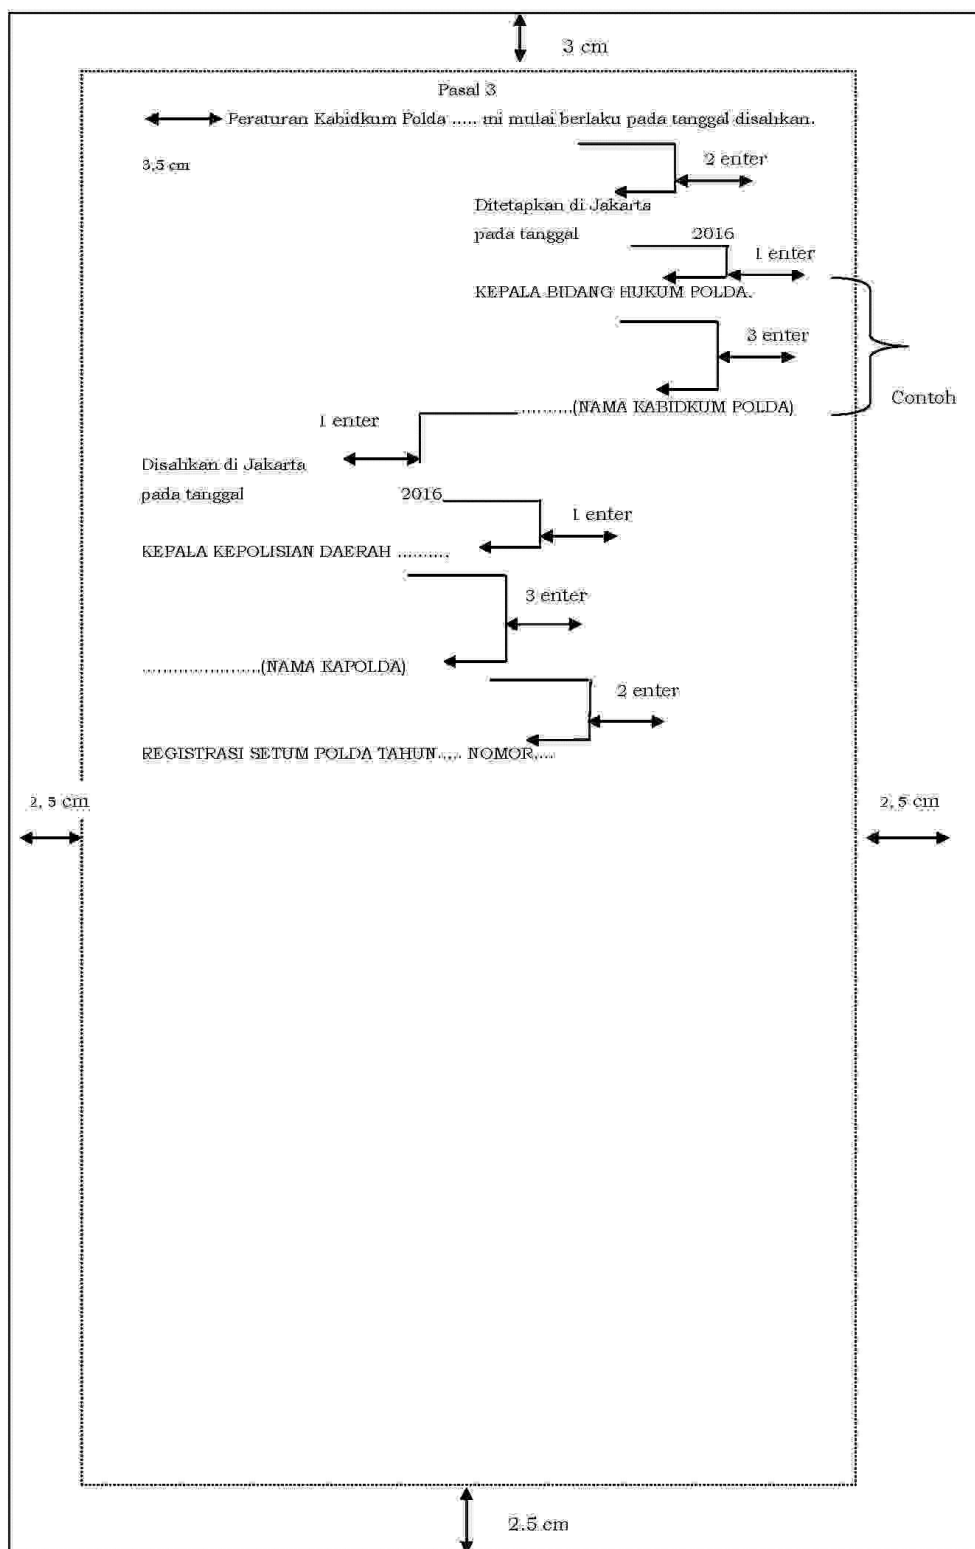 3 cm
Pasal 3
Peraturan Kabidkum Polda ..... ini mulai berlaku pada tanggal disahkan.
3,5 cm
2 enter
Ditetapkan di Jakarta
pada tanggal 2016
1 enter
KEPALA BIDANG HUKUM POLDA.
3 enter
Contoh
..........(NAMA KABIDKUM POLDA)
1 enter
Disahkan di Jakarta
pada tanggal 2016
1 enter
KEPALA KEPOLISIAN DAERAH ..........
3 enter
.......................(NAMA KAPOLDA)
2 enter
REGISTRASI SETUM POLDA TAHUN..... NOMOR....
2, 5 cm 2, 5 cm
2.5 cm